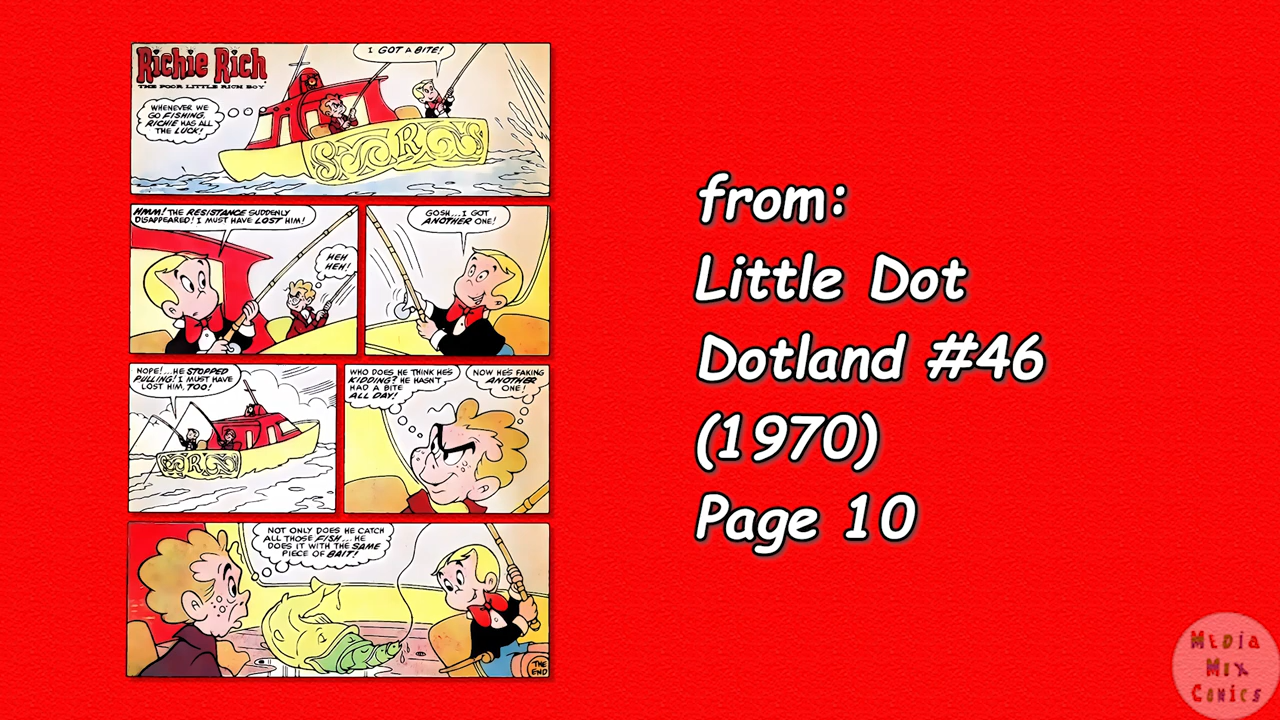 Richie Rich
THE POOR LITTLE RICH BOY
I GOT A BITE!
WHENEVER WE
GO FISHING,
RICHIE HAS ALL
THE LUCK!
R
HMM! THE RESISTANCE SUDDENLY
DISAPPEARED! I MUST HAVE LOST HIM!
HEH
HEH!
GOSH...I GOT
ANOTHER ONE!
NOPE!...HE STOPPED
PULLING! I MUST HAVE
LOST HIM, TOO!
R
WHO DOES HE THINK HE'S
KIDDING? HE HASN'T
HAD A BITE
ALL DAY!
NOW HE'S FAKING
ANOTHER
ONE!
NOT ONLY DOES HE CATCH
ALL THOSE FISH...HE
DOES IT WITH THE SAME
PIECE OF BAIT!
THE
END
from:
Little Dot
Dotland #46
(1970)
Page 10
MEDIA
MIX
COMICS